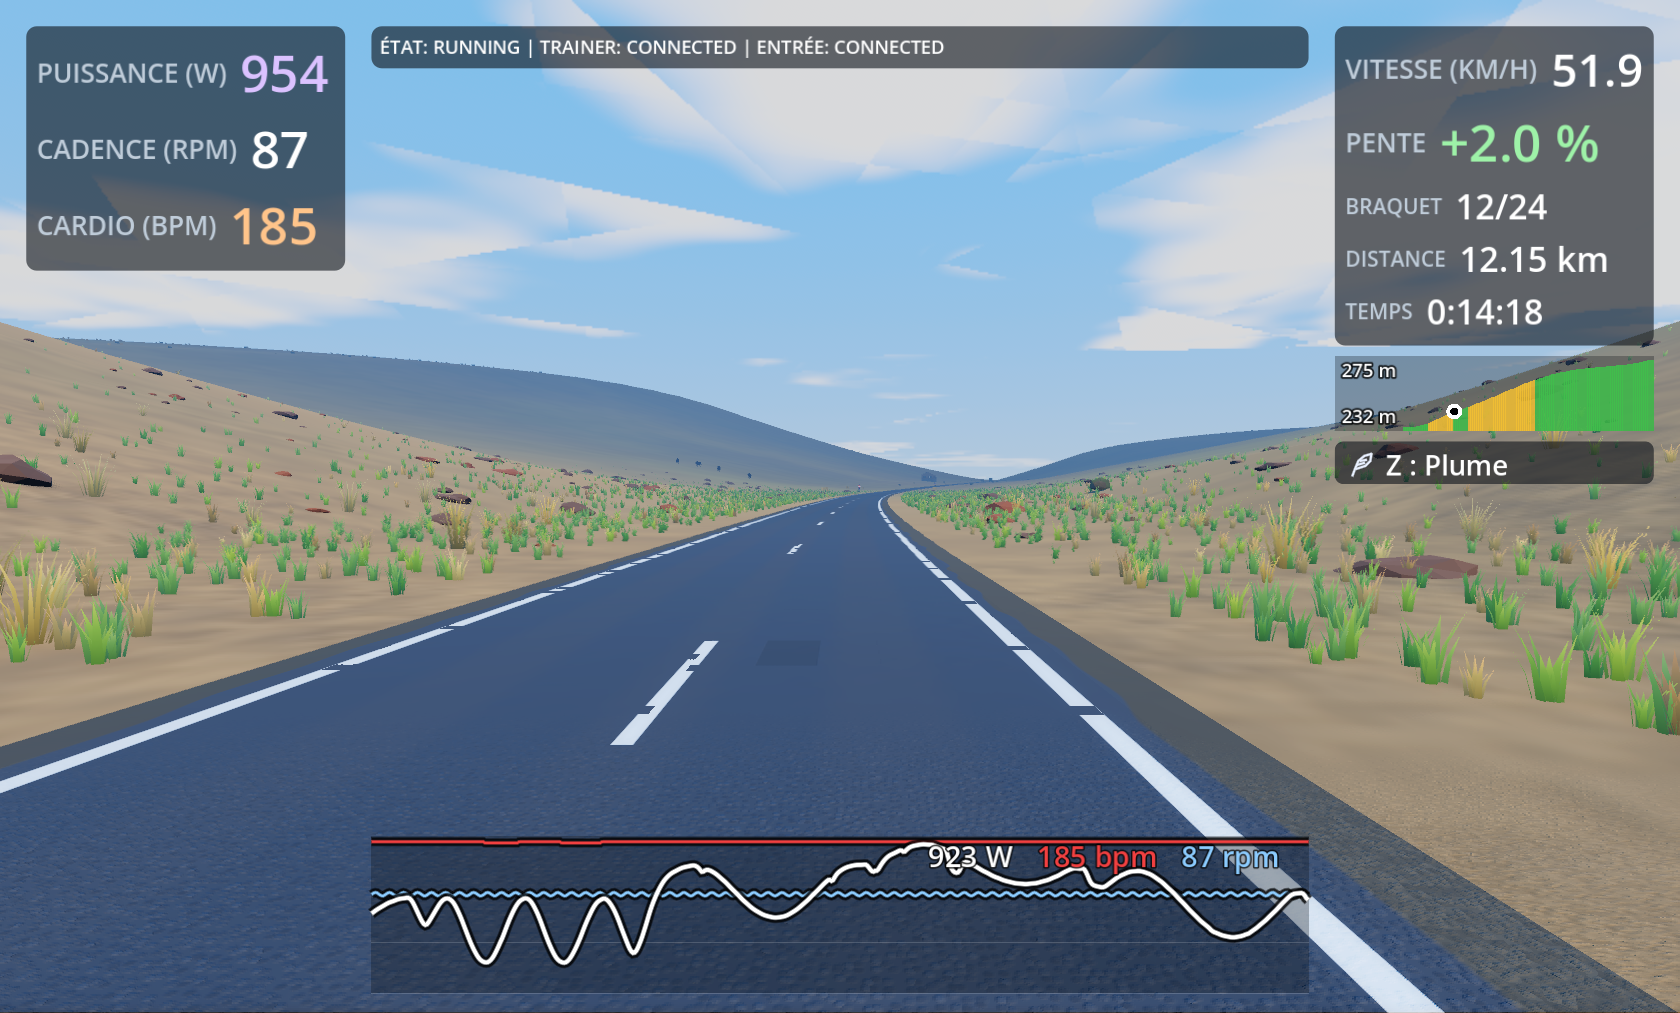 PUISSANCE (W) 954
CADENCE (RPM) 87
CARDIO (BPM) 185
ÉTAT: RUNNING | TRAINER: CONNECTED | ENTRÉE: CONNECTED
VITESSE (KM/H) 51.9
PENTE +2.0 %
BRAQUET 12/24
DISTANCE 12.15 km
TEMPS 0:14:18
275 m
232 m
Z : Plume
923 W 185 bpm 87 rpm